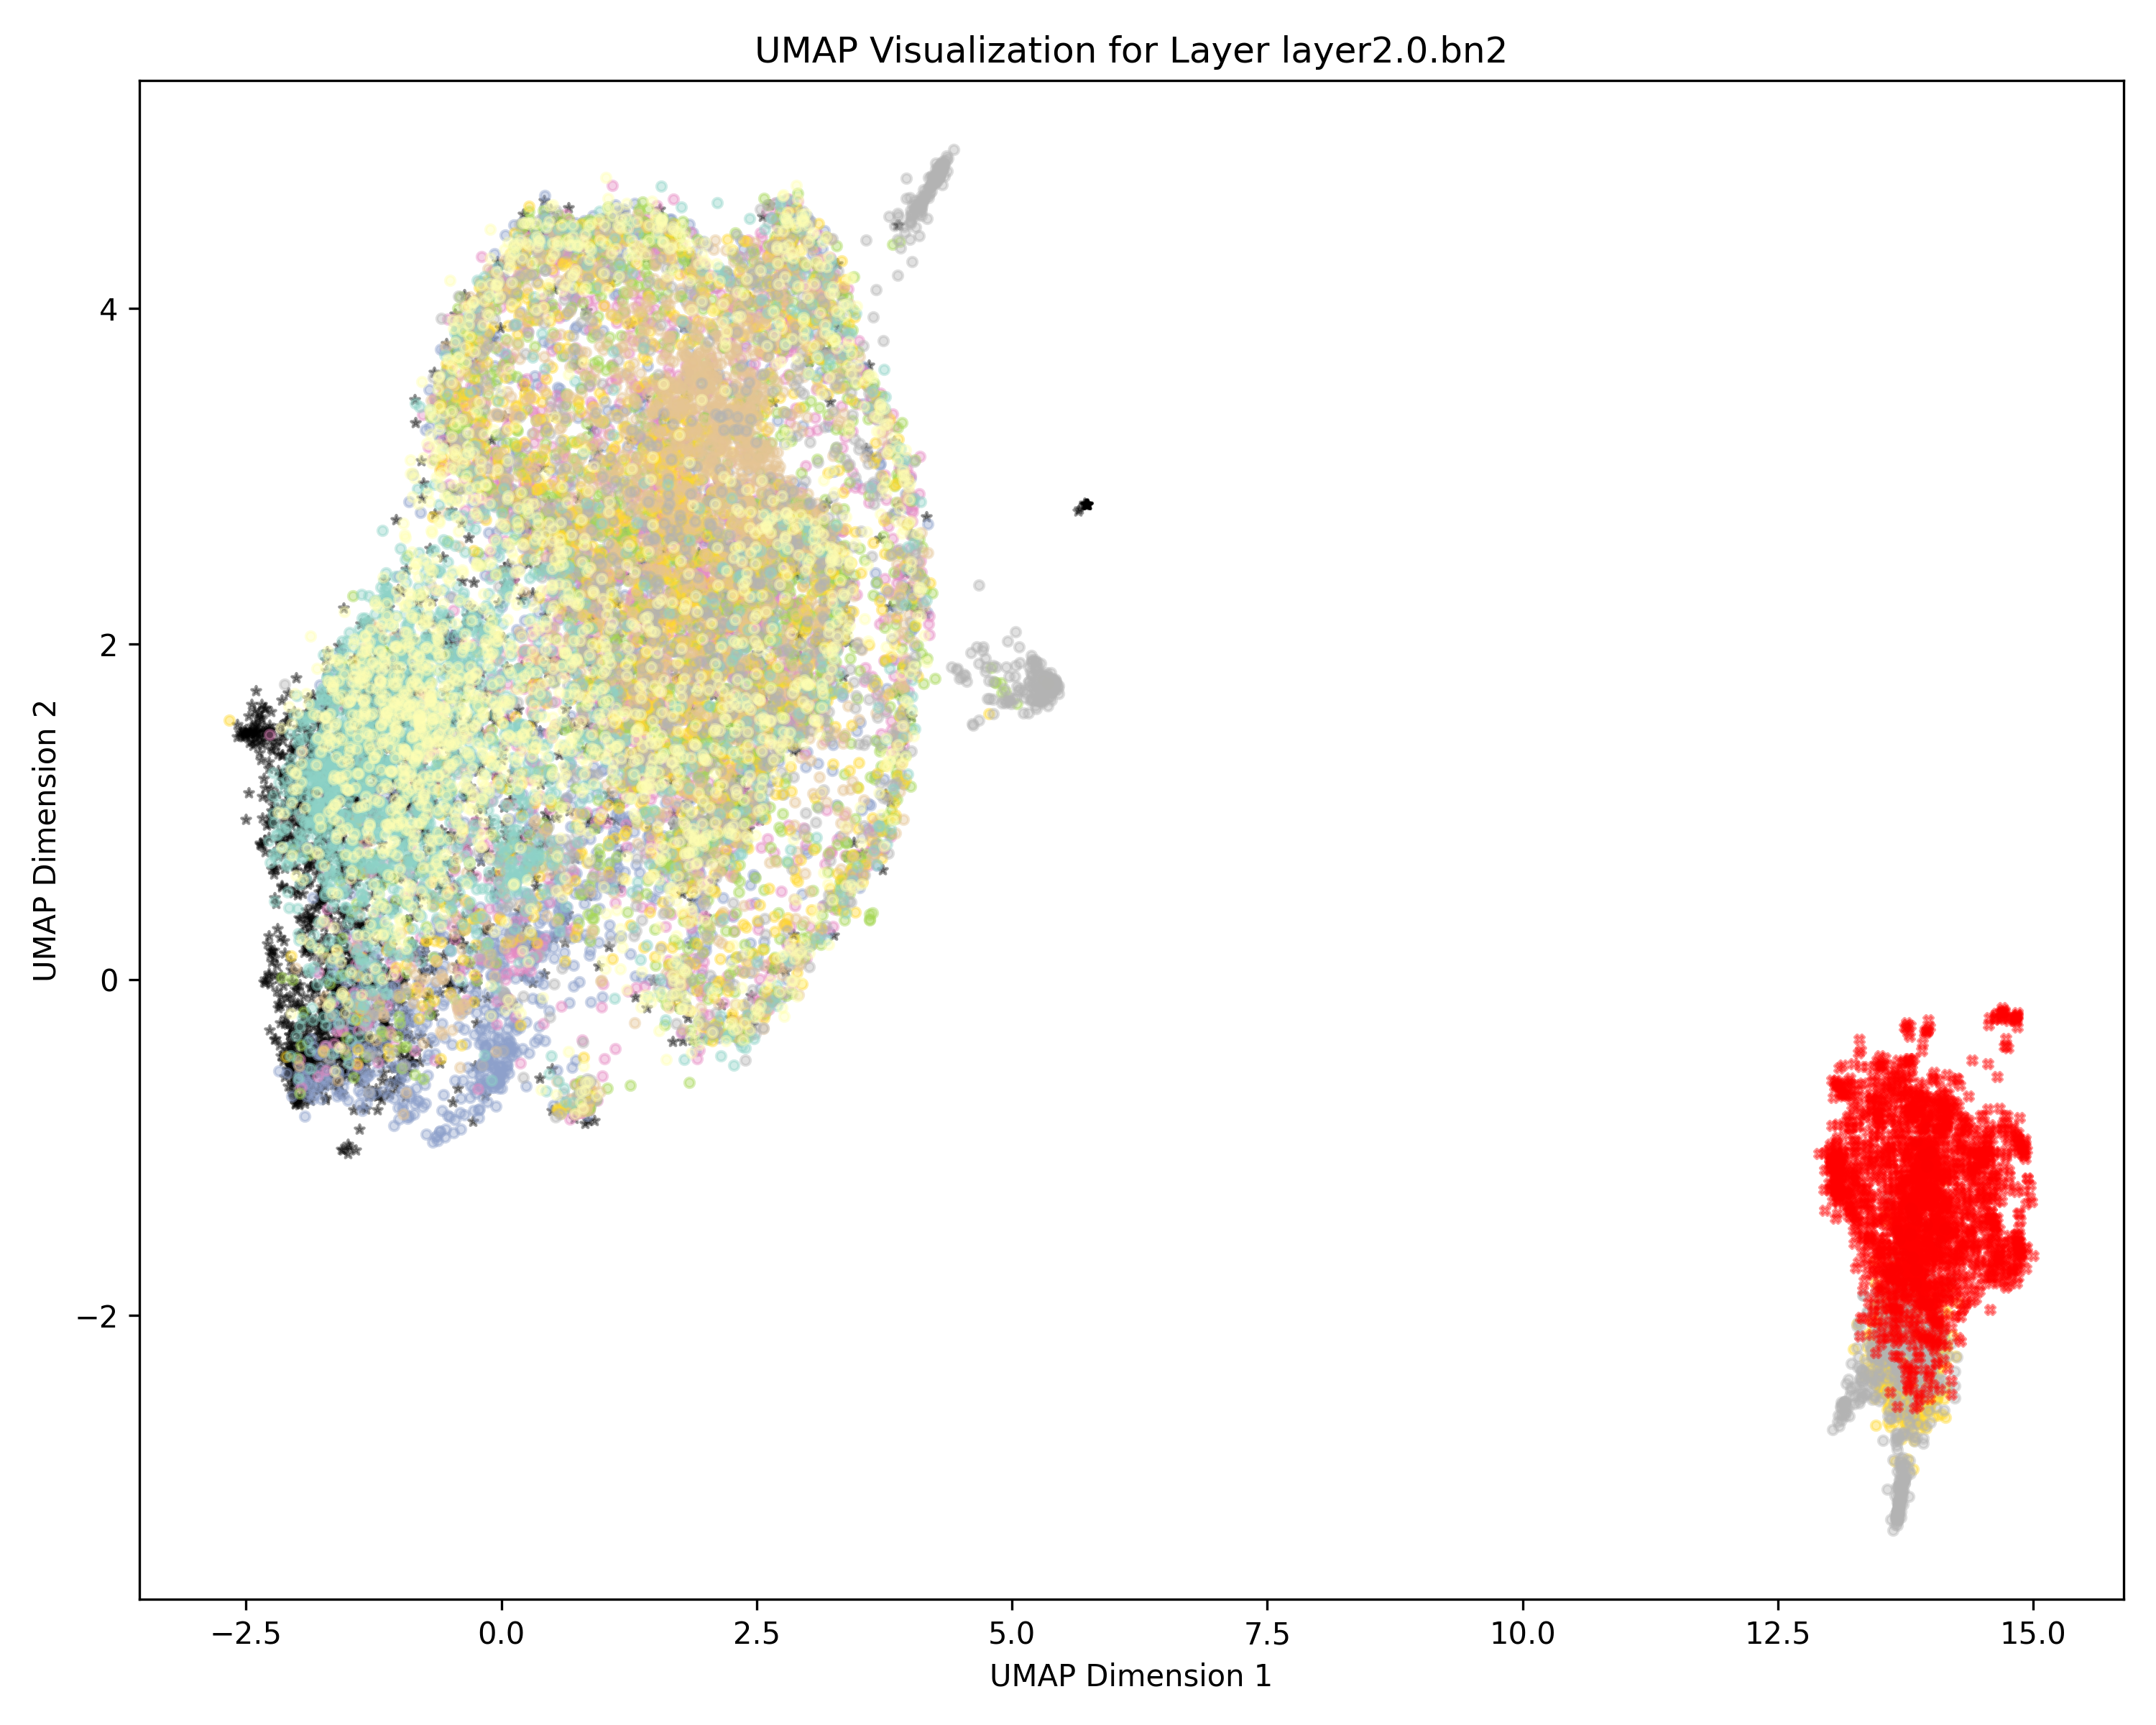 UMAP Visualization for Layer layer2.0.bn2
UMAP Dimension 2
4
2
0
−2
−2.5 0.0 2.5 5.0 7.5 10.0 12.5 15.0
UMAP Dimension 1